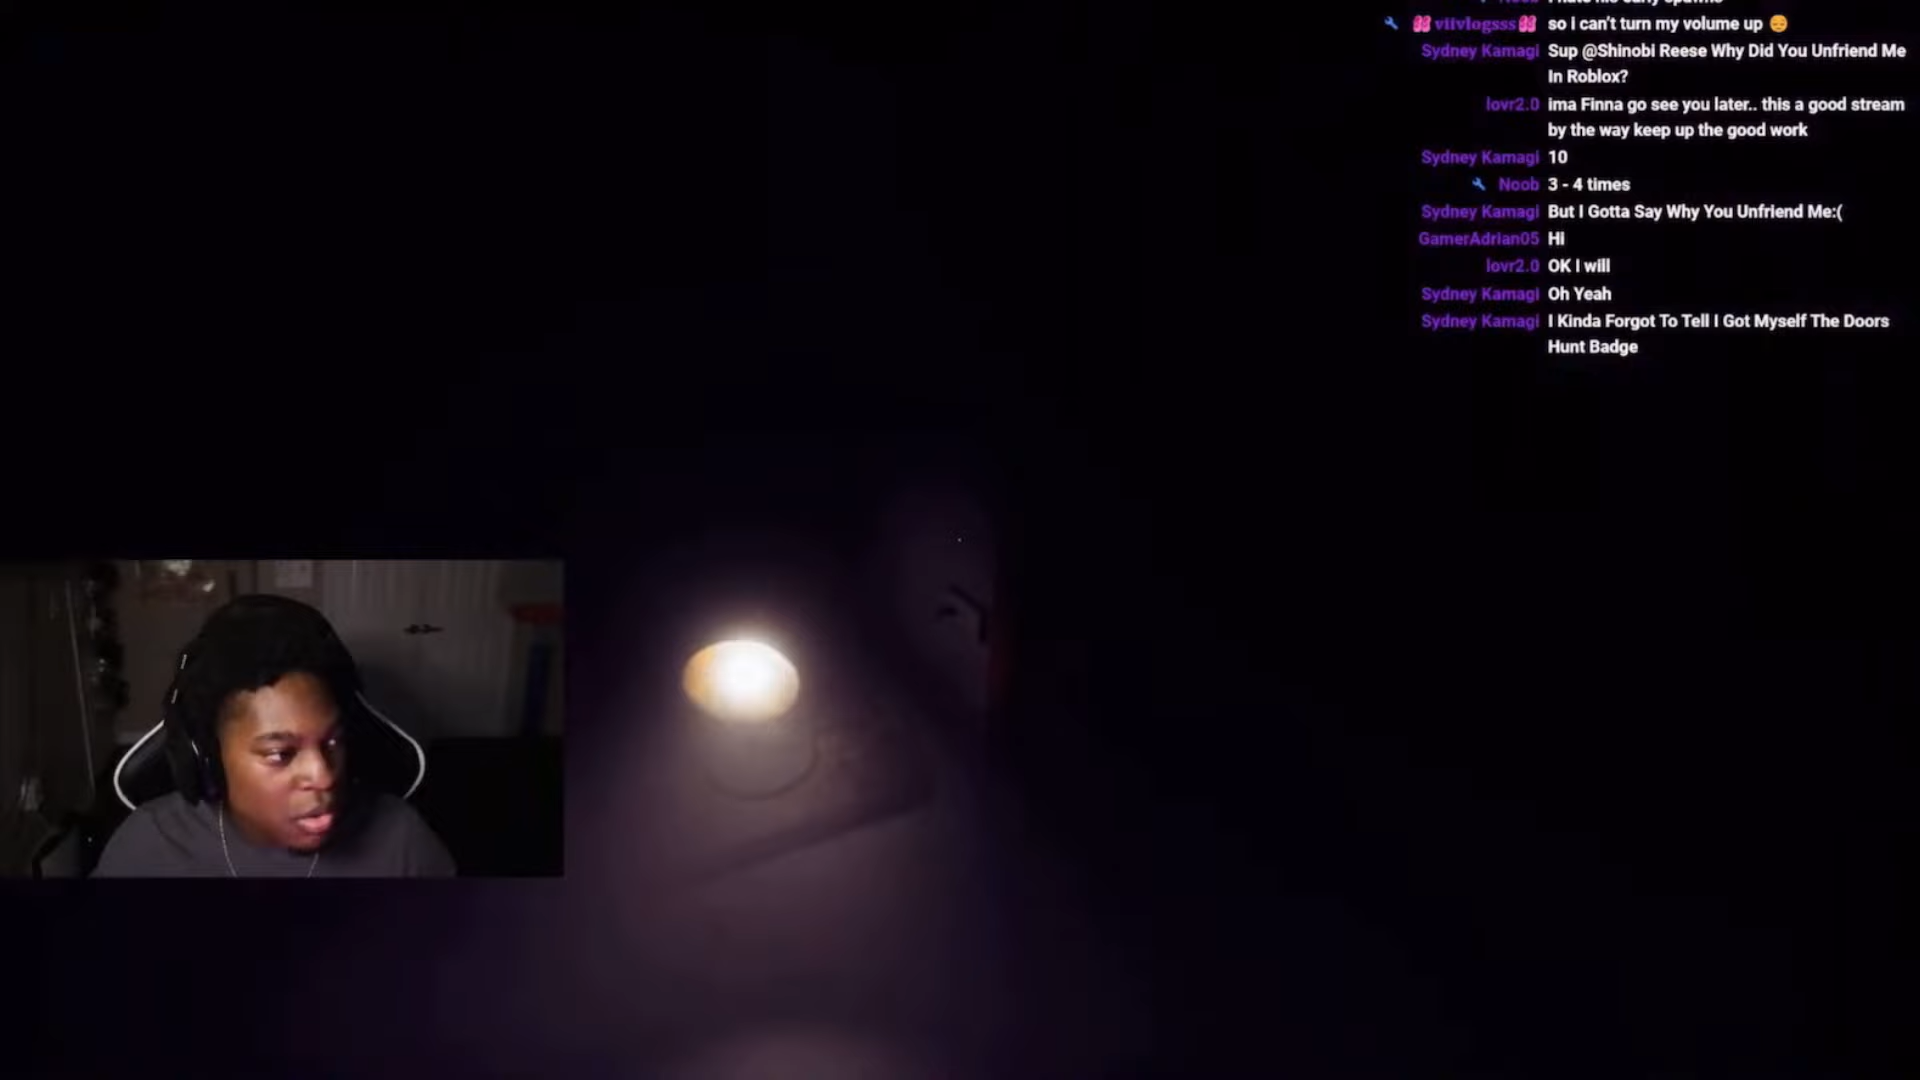 viivlogsss so i can't turn my volume up
Sydney Kamagi Sup @Shinobi Reese Why Did You Unfriend Me
In Roblox?
lovr2.0 ima Finna go see you later.. this a good stream
by the way keep up the good work
Sydney Kamagi 10
Noob 3 - 4 times
Sydney Kamagi But I Gotta Say Why You Unfriend Me:(
GamerAdrian05 Hi
lovr2.0 OK I will
Sydney Kamagi Oh Yeah
Sydney Kamagi I Kinda Forgot To Tell I Got Myself The Doors
Hunt Badge